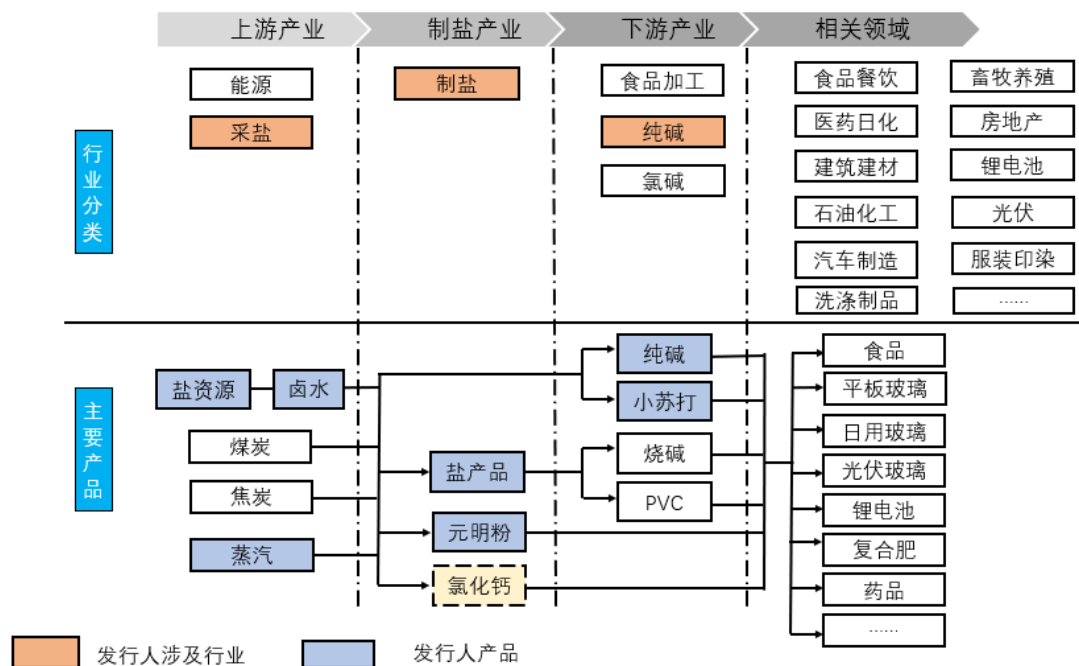 上游产业
制盐产业
下游产业
相关领域
行业分类
能源
采盐
制盐
食品加工
纯碱
氯碱
食品餐饮
畜牧养殖
医药日化
房地产
建筑建材
锂电池
石油化工
光伏
汽车制造
服装印染
洗涤制品
……
主要产品
盐资源
卤水
煤炭
焦炭
蒸汽
盐产品
元明粉
氯化钙
纯碱
小苏打
烧碱
PVC
食品
平板玻璃
日用玻璃
光伏玻璃
锂电池
复合肥
药品
……
发行人涉及行业
发行人产品